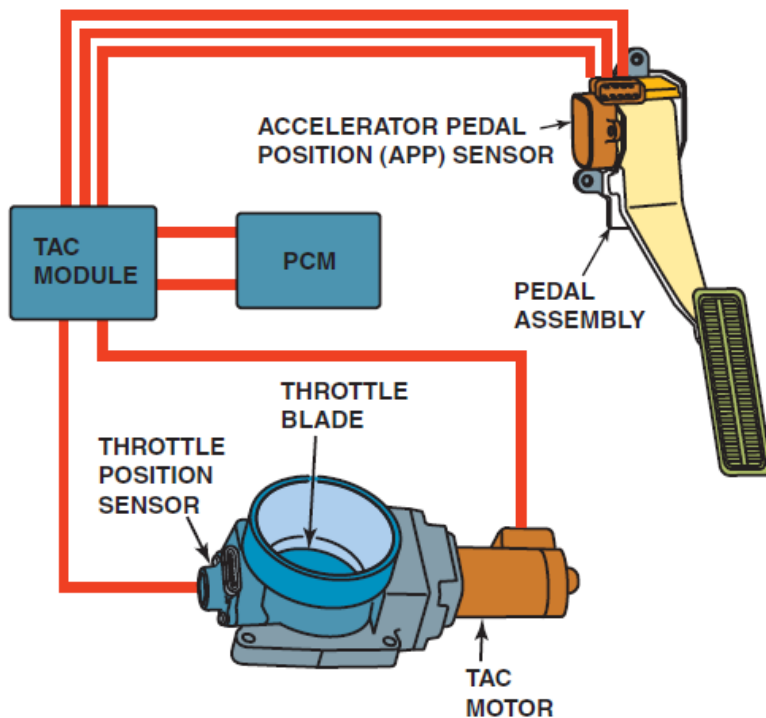 ACCELERATOR PEDAL
POSITION (APP) SENSOR
TAC
MODULE
PCM
PEDAL
ASSEMBLY
THROTTLE
BLADE
THROTTLE
POSITION
SENSOR
TAC
MOTOR